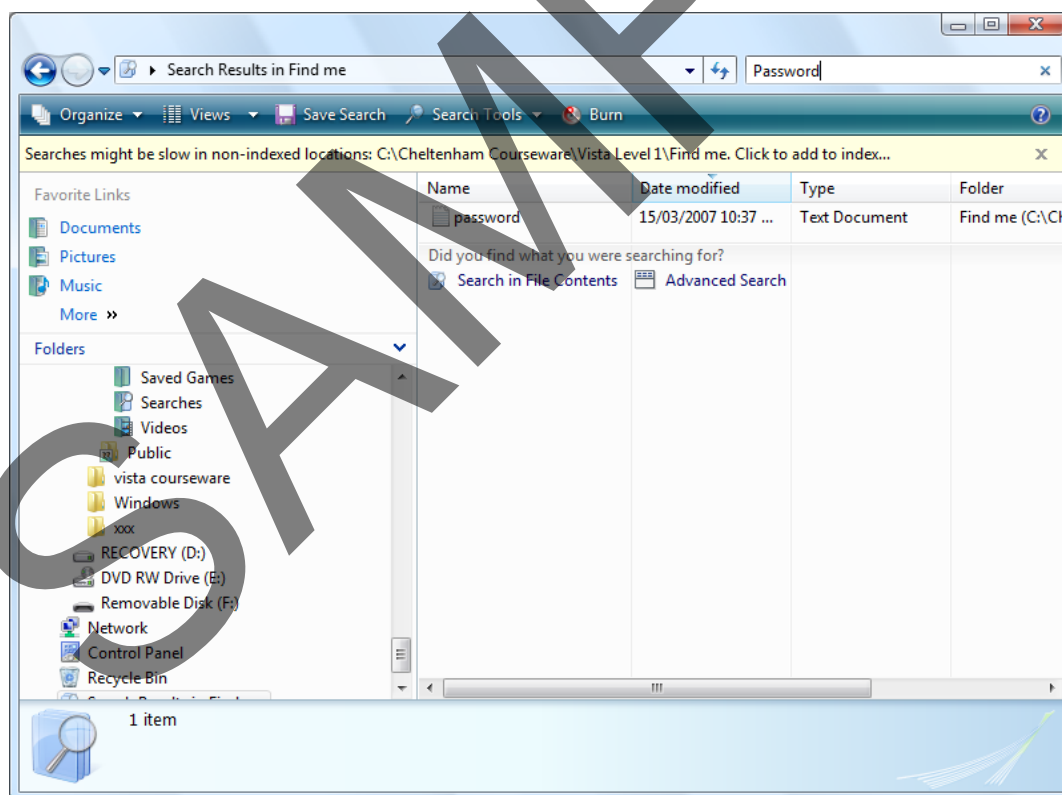 Search Results in Find me
Password
Organize Views Save Search Search Tools Burn
Searches might be slow in non-indexed locations: C:\Cheltenham Courseware\Vista Level 1\Find me. Click to add to index...
Favorite Links
Documents
Pictures
Music
More »
Folders
Saved Games
Searches
Videos
Public
vista courseware
Windows
xxx
RECOVERY (D:)
DVD RW Drive (E:)
Removable Disk (F:)
Network
Control Panel
Recycle Bin
Name Date modified Type Folder
password 15/03/2007 10:37 ... Text Document Find me (C:\Ch
Did you find what you were searching for?
Search in File Contents Advanced Search
1 item
SAMP